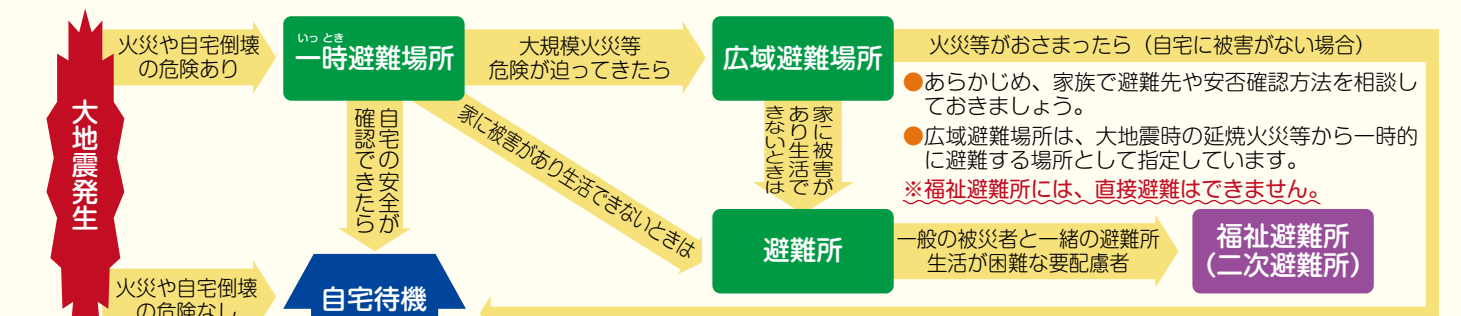 大地震発生
火災や自宅倒壊
の危険あり
いっとき
一時避難場所
大規模火災等
危険が迫ってきたら
広域避難場所
火災等がおさまったら（自宅に被害がない場合）
●あらかじめ、家族で避難先や安否確認方法を相談し
ておきましょう。
●広域避難場所は、大地震時の延焼火災等から一時的
に避難する場所として指定しています。
※福祉避難所には、直接避難はできません。
自宅の安全が
確認できたら
家に被害があり生活できないときは
家に被害が
あり生活で
きないときは
避難所
一般の被災者と一緒の避難所
生活が困難な要配慮者
福祉避難所
（二次避難所）
火災や自宅倒壊
の危険なし
自宅待機